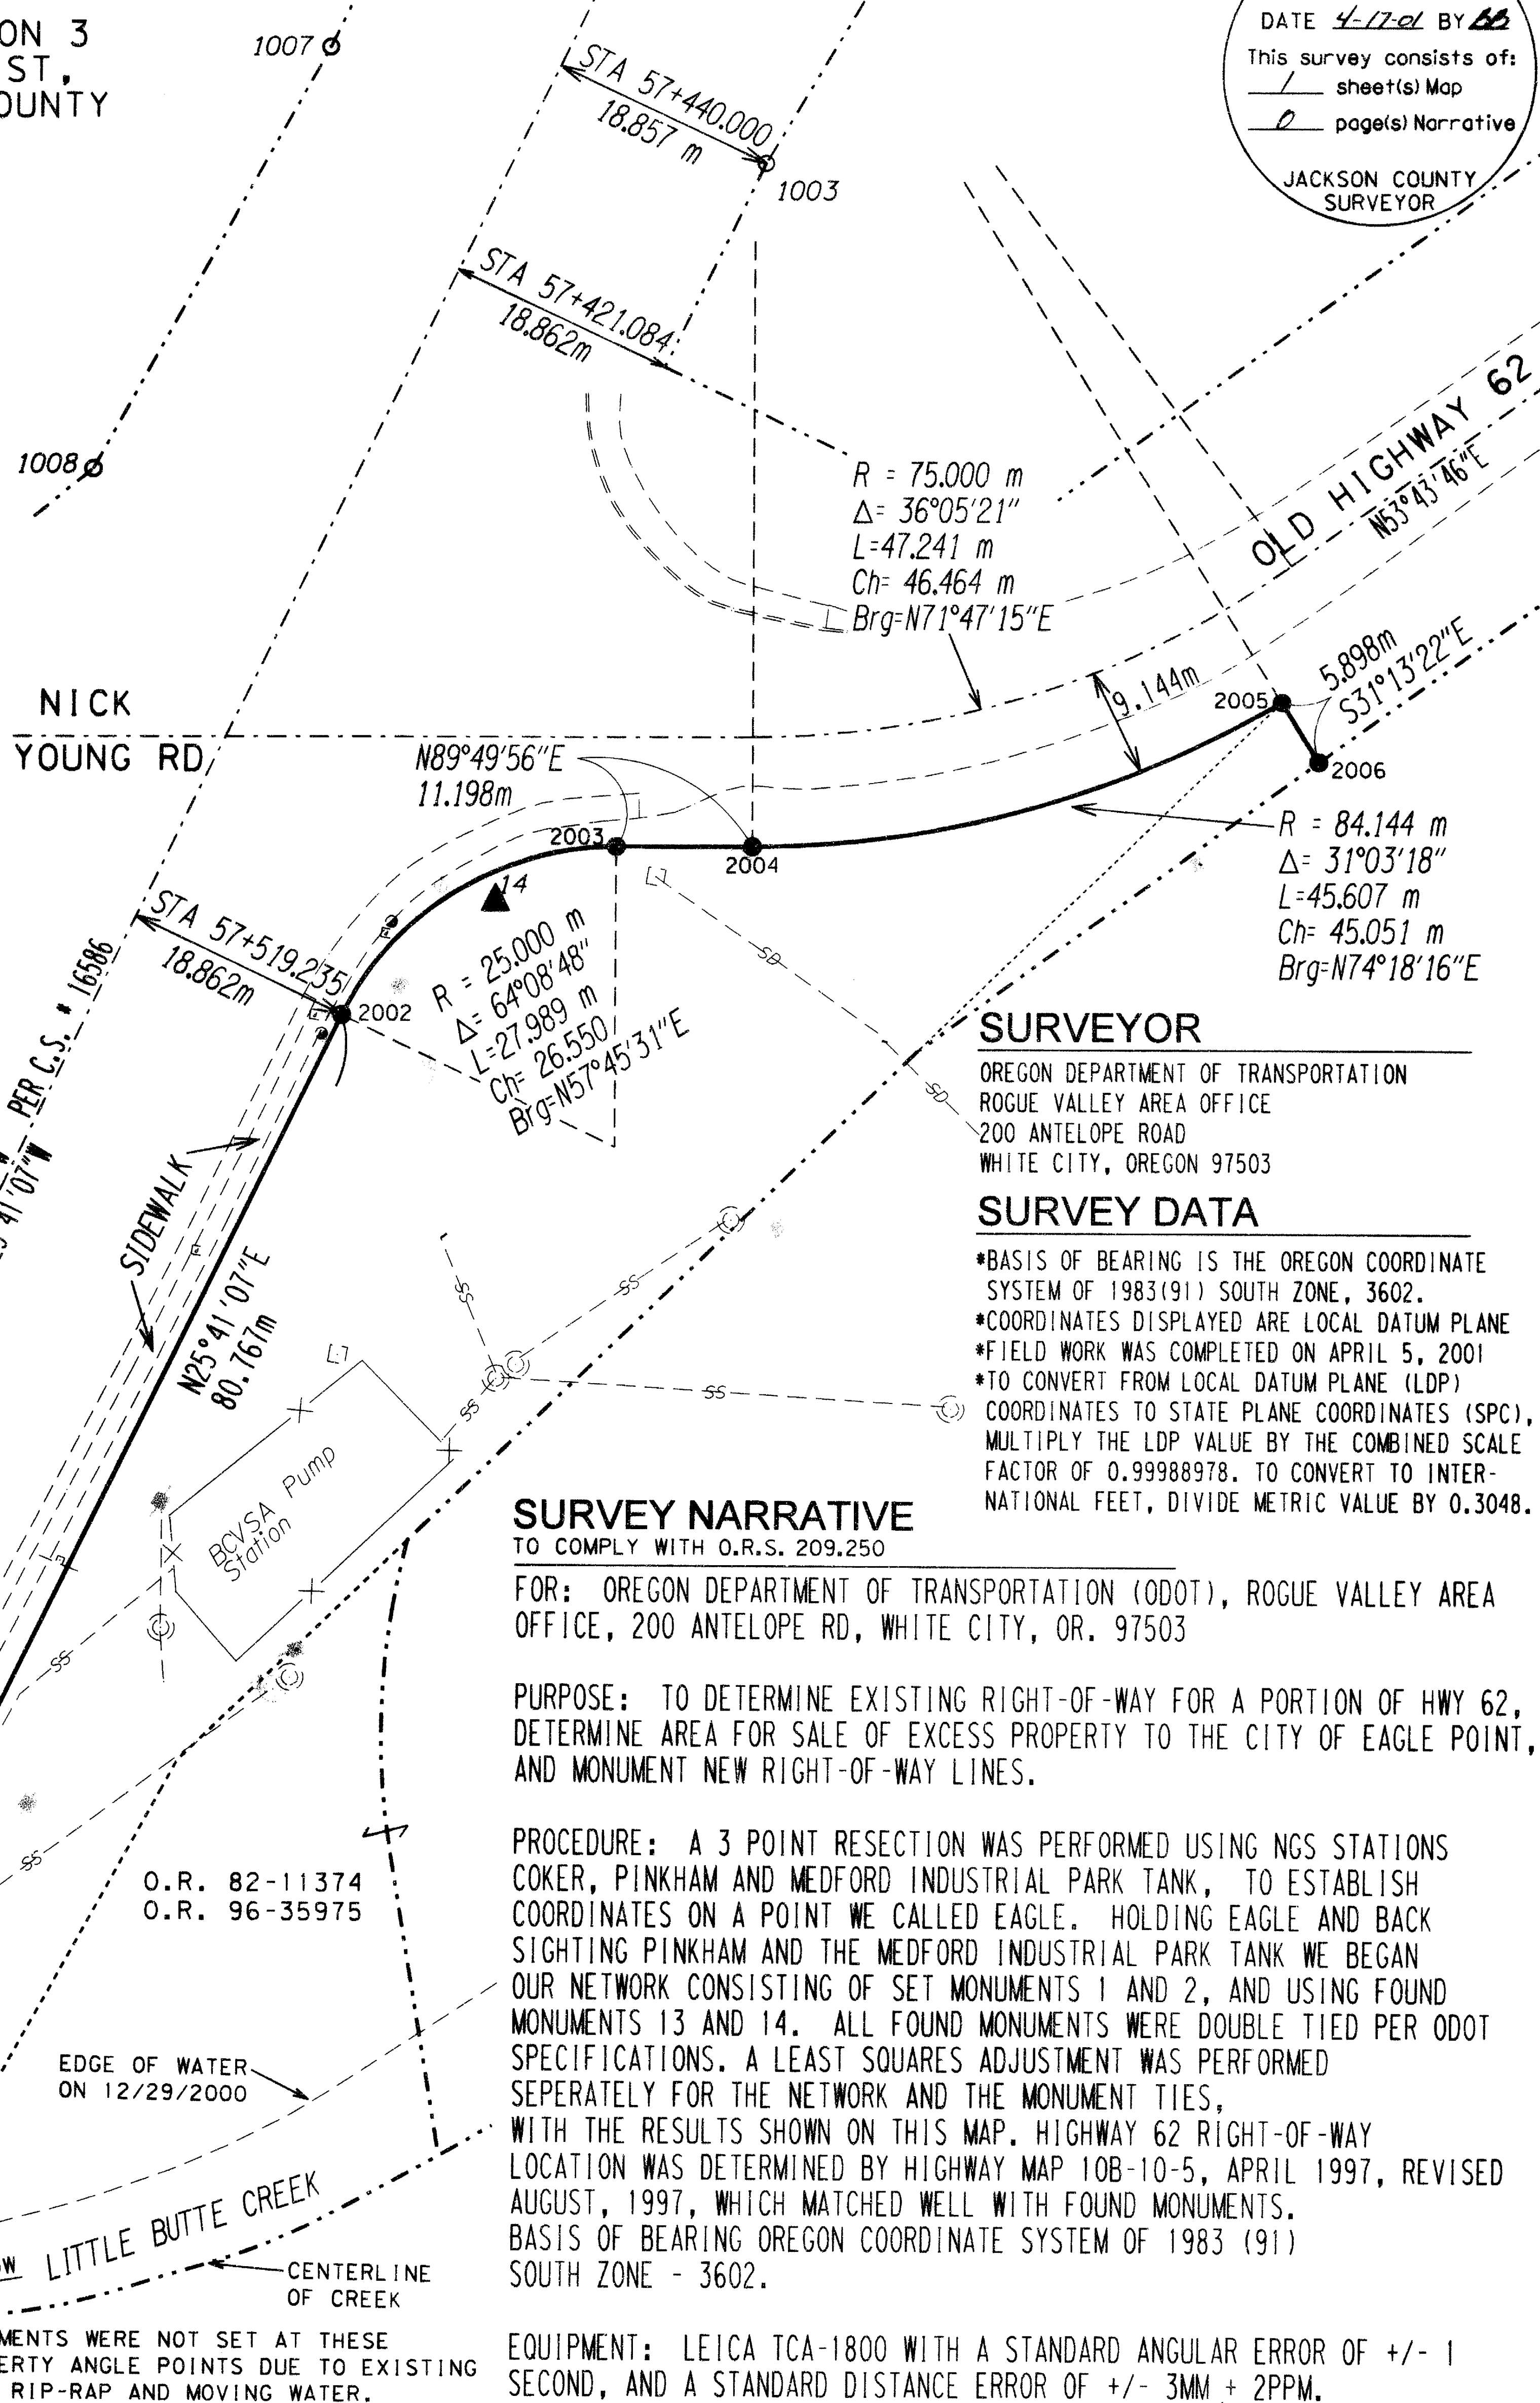 ON 3
ST,
OUNTY
1007
STA 57+440.000
18.857 m
1003
DATE 4-17-01 BY BB
This survey consists of:
1 sheet(s) Map
0 page(s) Narrative
JACKSON COUNTY
SURVEYOR
STA 57+421.084
18.862m
1008
R = 75.000 m
Δ= 36°05'21"
L=47.241 m
Ch= 46.464 m
Brg=N71°47'15"E
OLD HIGHWAY 62
N53°43'46"E
NICK
YOUNG RD
N89°49'56"E
11.198m
9.144m
2005
5.898m
S31°13'22"E
2006
2003
2004
R = 84.144 m
Δ= 31°03'18"
L=45.607 m
Ch= 45.051 m
Brg=N74°18'16"E
14
STA 57+519.235
18.862m
2002
R = 25.000 m
Δ= 64°08'48"
L=27.989 m
Ch= 26.550
Brg=N57°45'31"E
SD
SD
PER C.S. # 16586
41'07"W
SIDEWALK
N25°41'07"E
80.767m
SURVEYOR
OREGON DEPARTMENT OF TRANSPORTATION
ROGUE VALLEY AREA OFFICE
200 ANTELOPE ROAD
WHITE CITY, OREGON 97503
SURVEY DATA
*BASIS OF BEARING IS THE OREGON COORDINATE
SYSTEM OF 1983(91) SOUTH ZONE, 3602.
*COORDINATES DISPLAYED ARE LOCAL DATUM PLANE
*FIELD WORK WAS COMPLETED ON APRIL 5, 2001
*TO CONVERT FROM LOCAL DATUM PLANE (LDP)
COORDINATES TO STATE PLANE COORDINATES (SPC),
MULTIPLY THE LDP VALUE BY THE COMBINED SCALE
FACTOR OF 0.99988978. TO CONVERT TO INTER-
NATIONAL FEET, DIVIDE METRIC VALUE BY 0.3048.
SS
SS
SS
SS
BCVSA Pump
Station
SS
SS
SURVEY NARRATIVE
TO COMPLY WITH O.R.S. 209.250
FOR: OREGON DEPARTMENT OF TRANSPORTATION (ODOT), ROGUE VALLEY AREA
OFFICE, 200 ANTELOPE RD, WHITE CITY, OR. 97503
PURPOSE: TO DETERMINE EXISTING RIGHT-OF-WAY FOR A PORTION OF HWY 62,
DETERMINE AREA FOR SALE OF EXCESS PROPERTY TO THE CITY OF EAGLE POINT,
AND MONUMENT NEW RIGHT-OF-WAY LINES.
PROCEDURE: A 3 POINT RESECTION WAS PERFORMED USING NGS STATIONS
COKER, PINKHAM AND MEDFORD INDUSTRIAL PARK TANK, TO ESTABLISH
COORDINATES ON A POINT WE CALLED EAGLE. HOLDING EAGLE AND BACK
SIGHTING PINKHAM AND THE MEDFORD INDUSTRIAL PARK TANK WE BEGAN
OUR NETWORK CONSISTING OF SET MONUMENTS 1 AND 2, AND USING FOUND
MONUMENTS 13 AND 14. ALL FOUND MONUMENTS WERE DOUBLE TIED PER ODOT
SPECIFICATIONS. A LEAST SQUARES ADJUSTMENT WAS PERFORMED
SEPERATELY FOR THE NETWORK AND THE MONUMENT TIES,
WITH THE RESULTS SHOWN ON THIS MAP. HIGHWAY 62 RIGHT-OF-WAY
LOCATION WAS DETERMINED BY HIGHWAY MAP 10B-10-5, APRIL 1997, REVISED
AUGUST, 1997, WHICH MATCHED WELL WITH FOUND MONUMENTS.
BASIS OF BEARING OREGON COORDINATE SYSTEM OF 1983 (91)
SOUTH ZONE - 3602.
EQUIPMENT: LEICA TCA-1800 WITH A STANDARD ANGULAR ERROR OF +/- 1
SECOND, AND A STANDARD DISTANCE ERROR OF +/- 3MM + 2PPM.
O.R. 82-11374
O.R. 96-35975
EDGE OF WATER
ON 12/29/2000
LITTLE BUTTE CREEK
CENTERLINE
OF CREEK
MENTS WERE NOT SET AT THESE
ERTY ANGLE POINTS DUE TO EXISTING
RIP-RAP AND MOVING WATER.